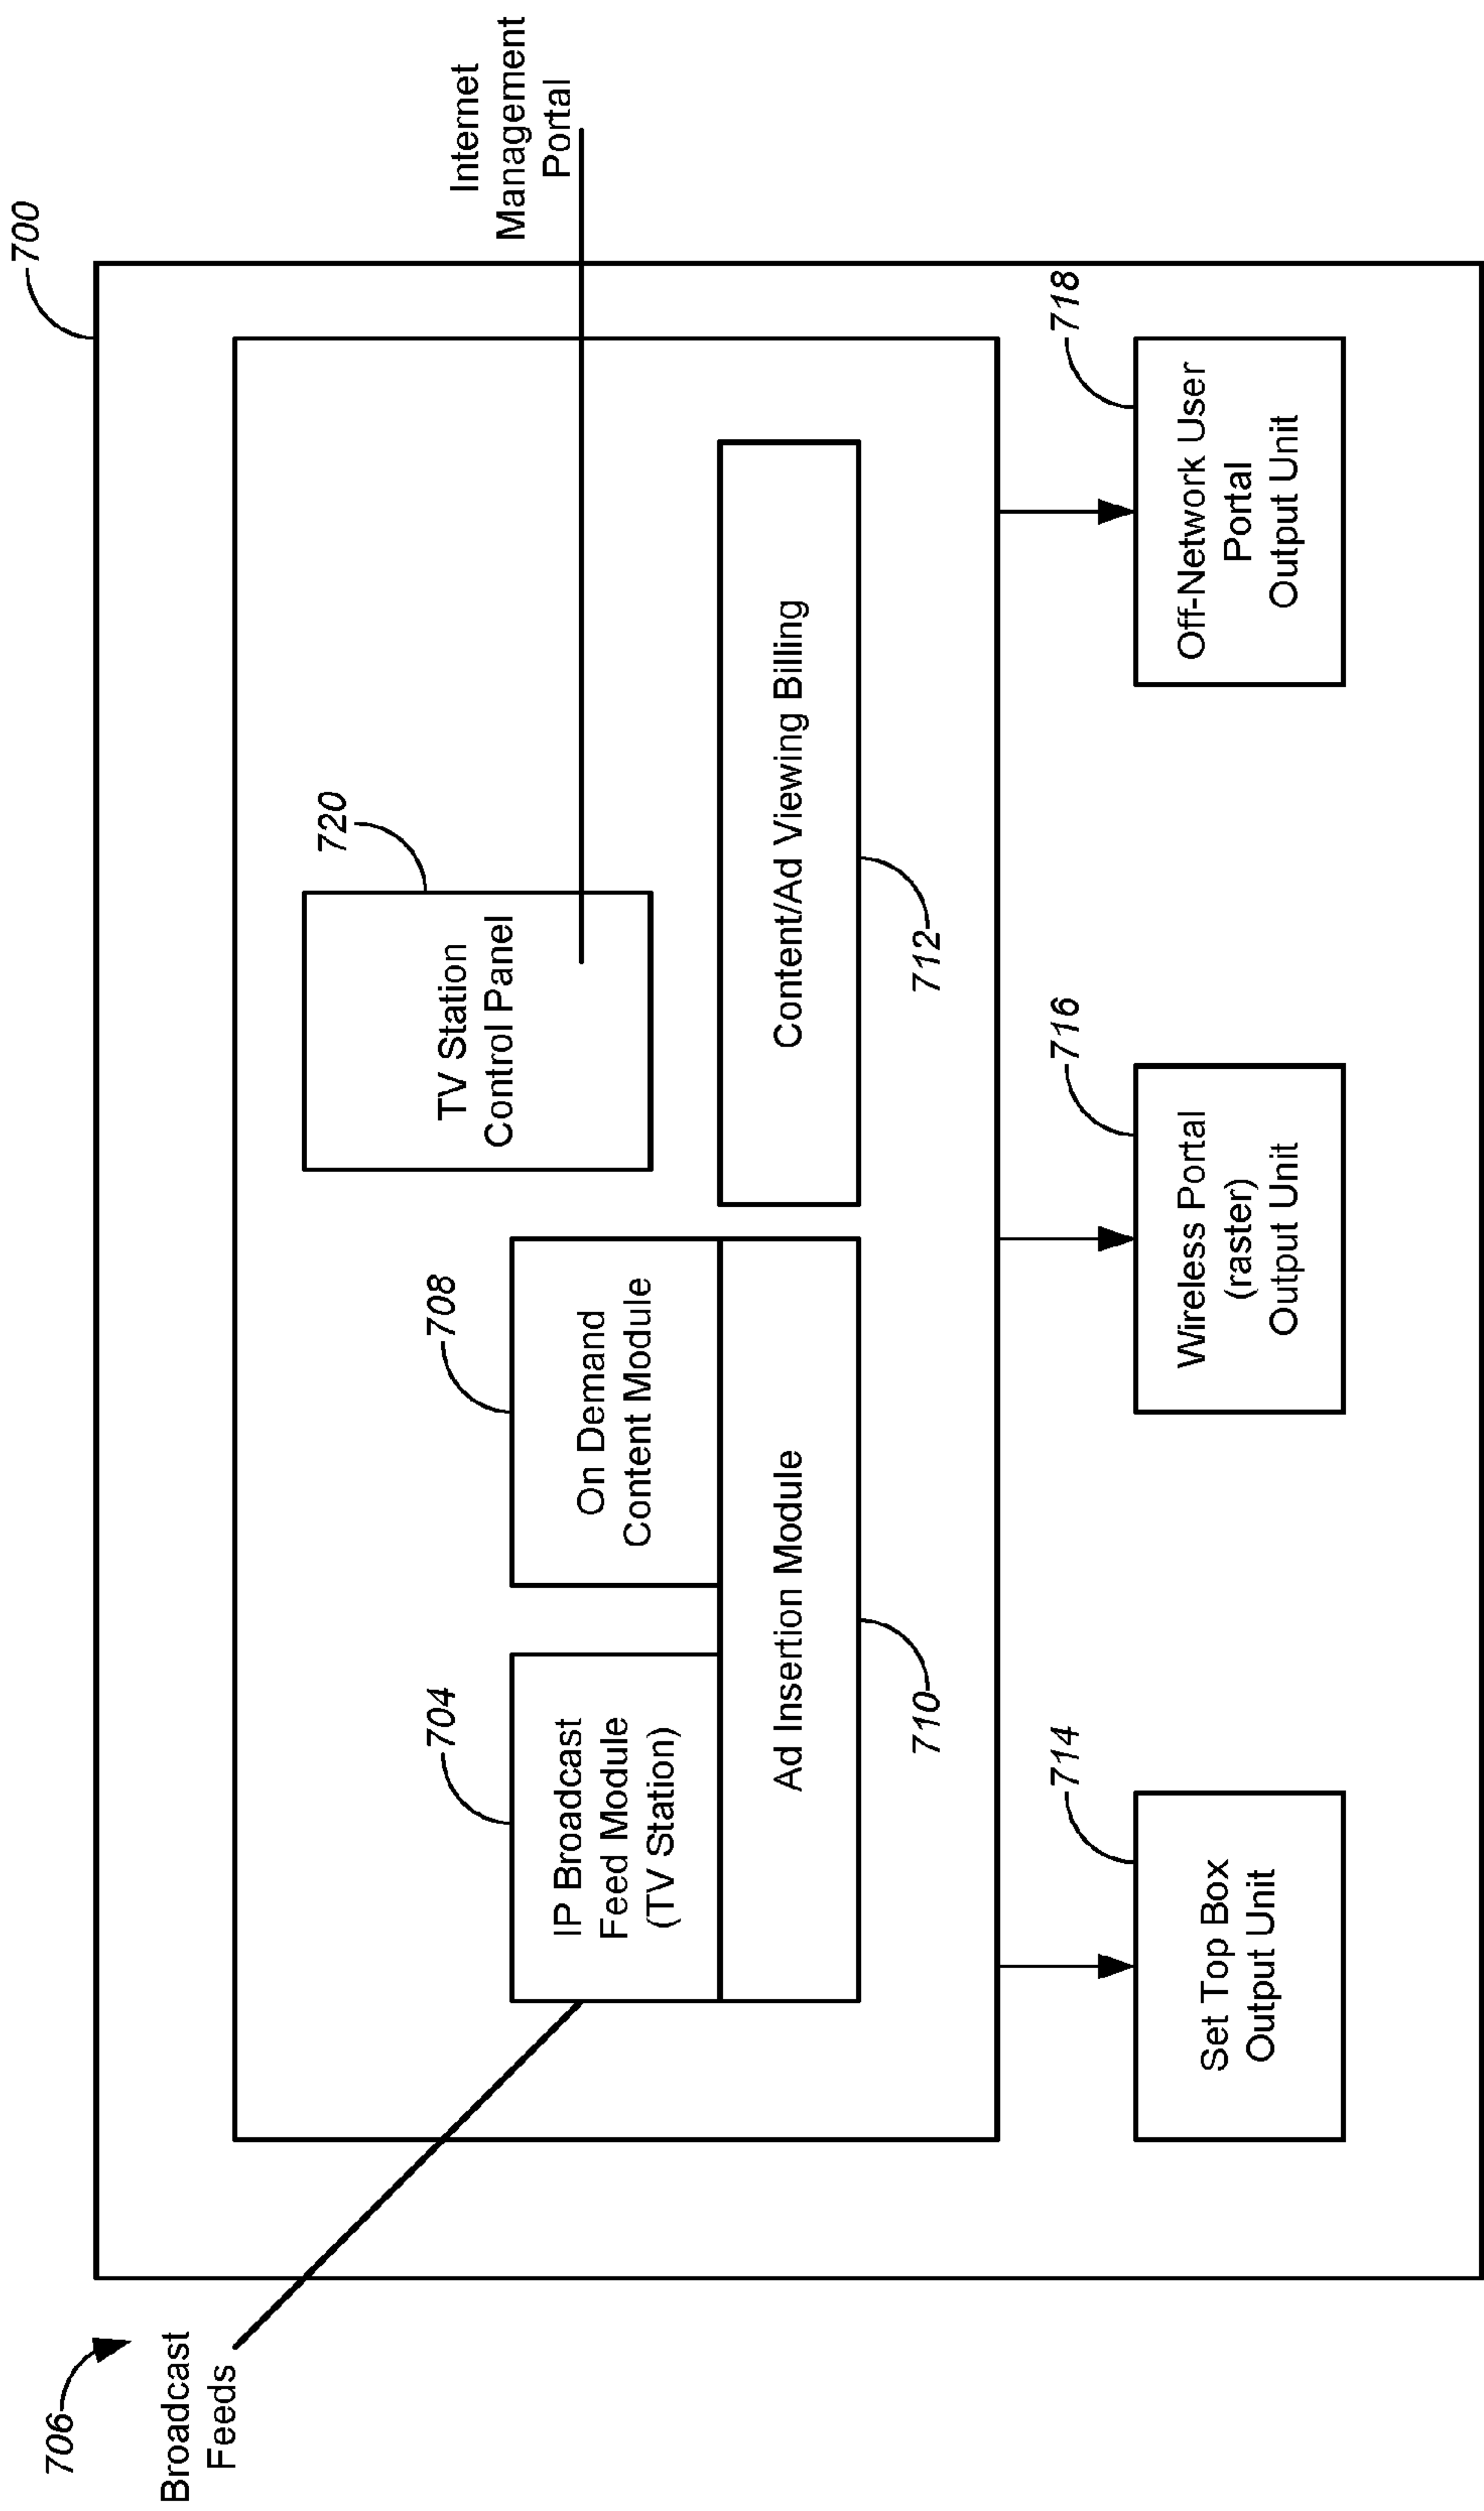 700
706
Broadcast
Feeds
Internet
Management
Portal
720
TV Station
Control Panel
704
IP Broadcast
Feed Module
(TV Station)
708
On Demand
Content Module
Ad Insertion Module
710
Content/Ad Viewing Billing
712
714
Set Top Box
Output Unit
716
Wireless Portal
(raster)
Output Unit
718
Off-Network User
Portal
Output Unit